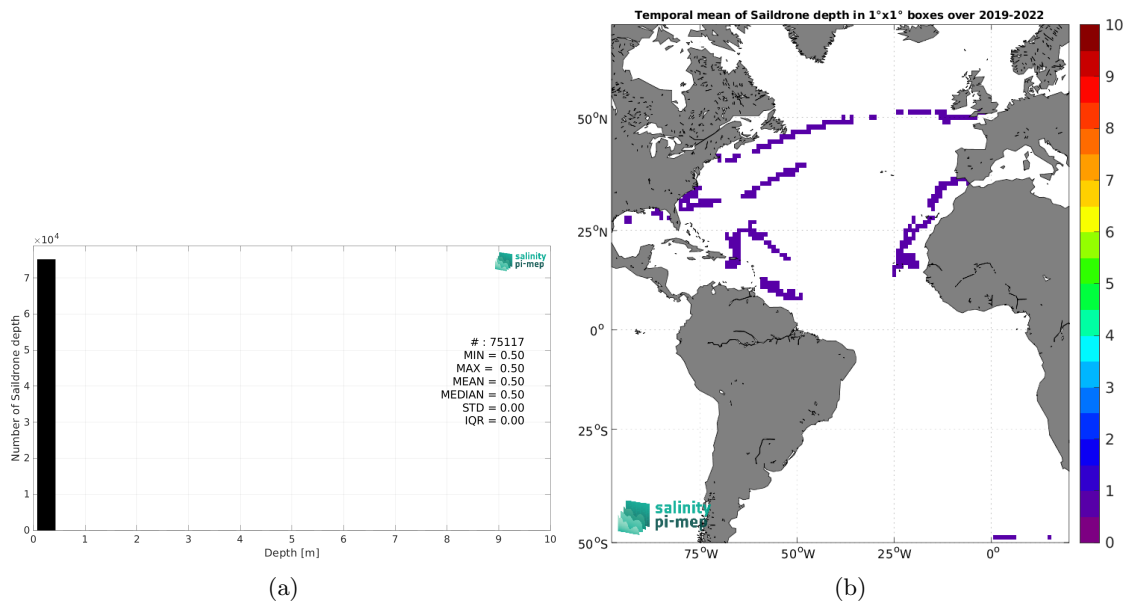 ×10⁴
7
6
5
4
3
2
1
0
Number of Saildrone depth
0 1 2 3 4 5 6 7 8 9 10
Depth [m]
salinity
pi-mep
# : 75117
MIN = 0.50
MAX = 0.50
MEAN = 0.50
MEDIAN = 0.50
STD = 0.00
IQR = 0.00
(a)
Temporal mean of Saildrone depth in 1°x1° boxes over 2019-2022
50°N
25°N
0°
25°S
50°S
75°W 50°W 25°W 0°
salinity
pi-mep
10
9
8
7
6
5
4
3
2
1
0
(b)